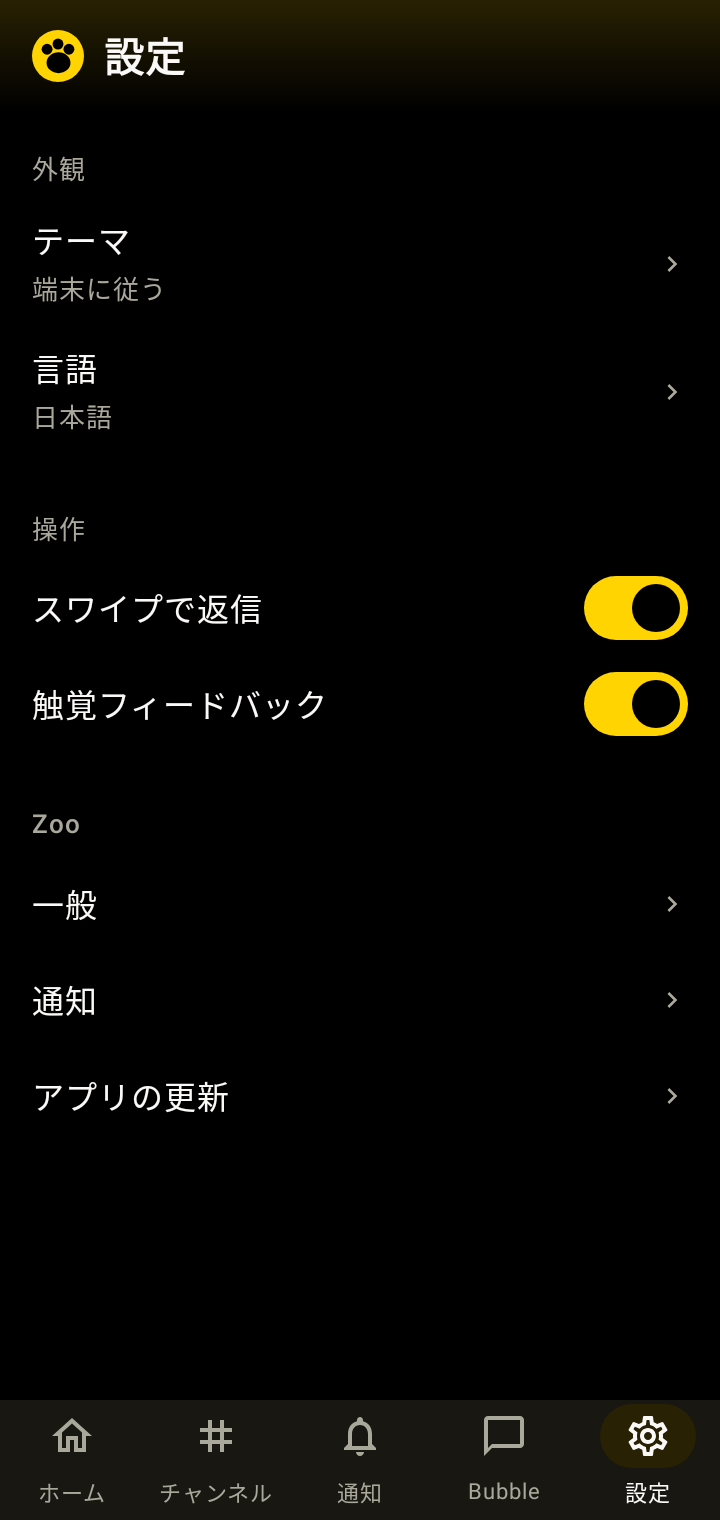 設定
外観
テーマ
端末に従う
言語
日本語
操作
スワイプで返信
触覚フィードバック
Zoo
一般
通知
アプリの更新
ホーム
チャンネル
通知
Bubble
設定